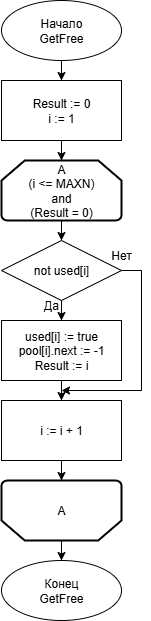 Начало
GetFree
Result := 0
i := 1
A
(i <= MAXN)
and
(Result = 0)
not used[i]
Нет
Да
used[i] := true
pool[i].next := -1
Result := i
i := i + 1
A
Конец
GetFree